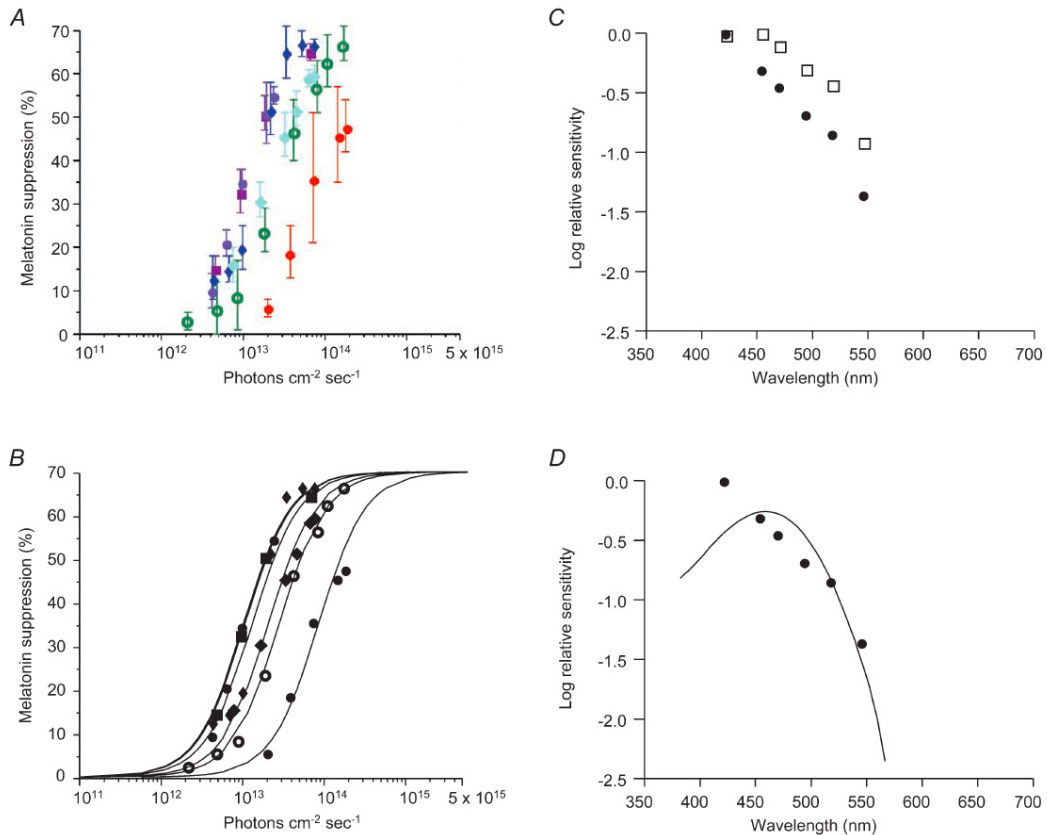 A
70
60
50
40
30
20
10
0
Melatonin suppression (%)
10¹¹ 10¹² 10¹³ 10¹⁴ 10¹⁵ 5 x 10¹⁵
Photons cm⁻² sec⁻¹
C
0.0
-0.5
-1.0
-1.5
-2.0
-2.5
Log relative sensitivity
350 400 450 500 550 600 650 700
Wavelength (nm)
B
70
60
50
40
30
20
10
0
Melatonin suppression (%)
10¹¹ 10¹² 10¹³ 10¹⁴ 10¹⁵ 5 x 10¹⁵
Photons cm⁻² sec⁻¹
D
0.0
-0.5
-1.0
-1.5
-2.0
-2.5
Log relative sensitivity
350 400 450 500 550 600 650 700
Wavelength (nm)